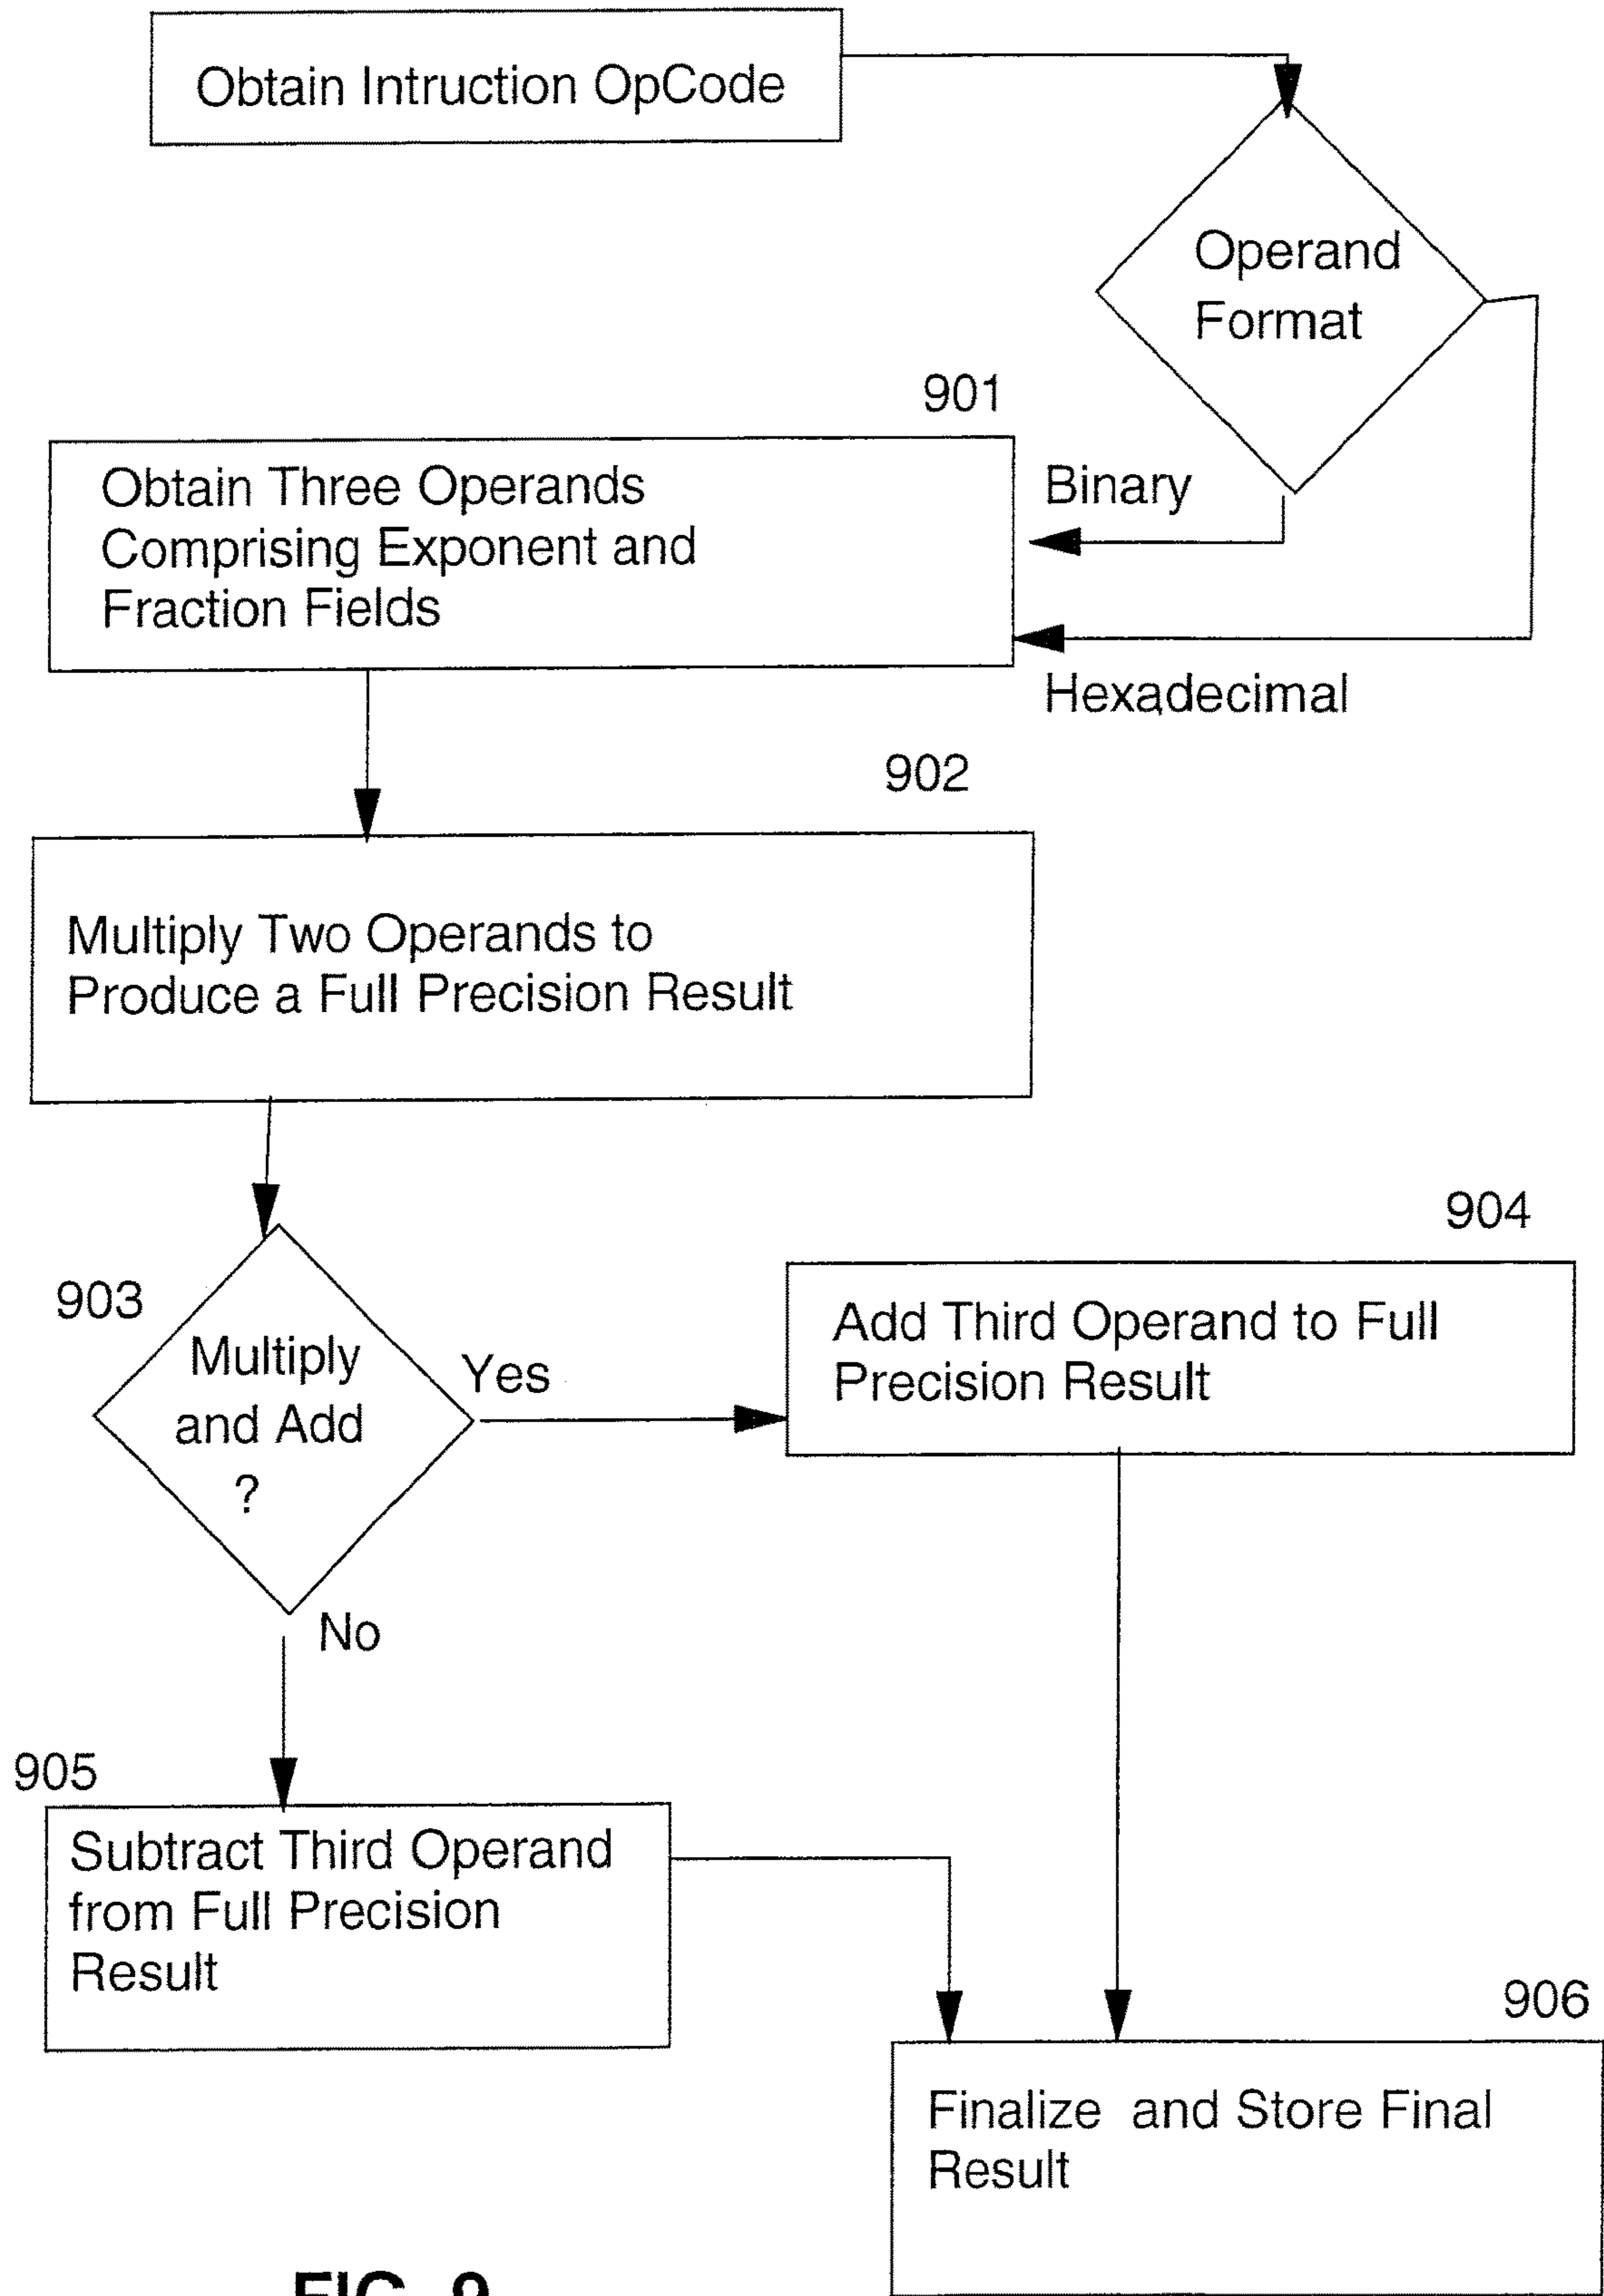 Obtain Intruction OpCode
Operand
Format
901
Obtain Three Operands
Comprising Exponent and
Fraction Fields
Binary
Hexadecimal
902
Multiply Two Operands to
Produce a Full Precision Result
903
Multiply
and Add
?
Yes
904
Add Third Operand to Full
Precision Result
No
905
Subtract Third Operand
from Full Precision
Result
906
Finalize and Store Final
Result
FIG. 9